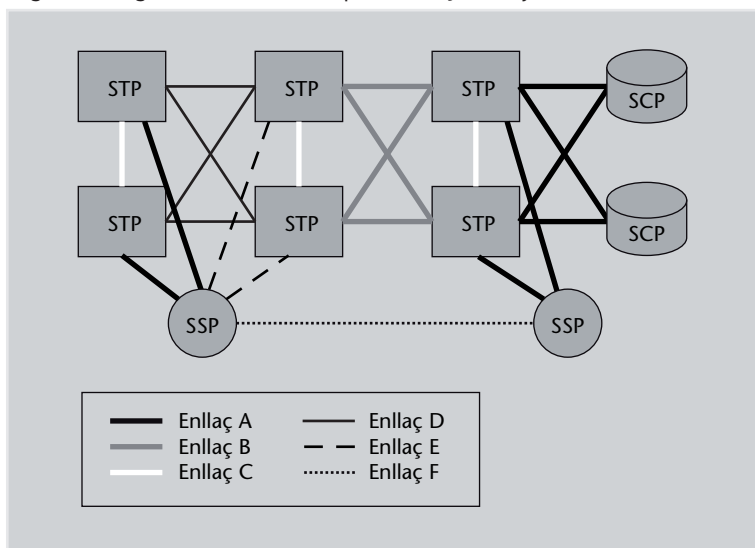 STP STP STP SCP
STP STP STP SCP
SSP SSP
Enllaç A Enllaç D
Enllaç B Enllaç E
Enllaç C Enllaç F